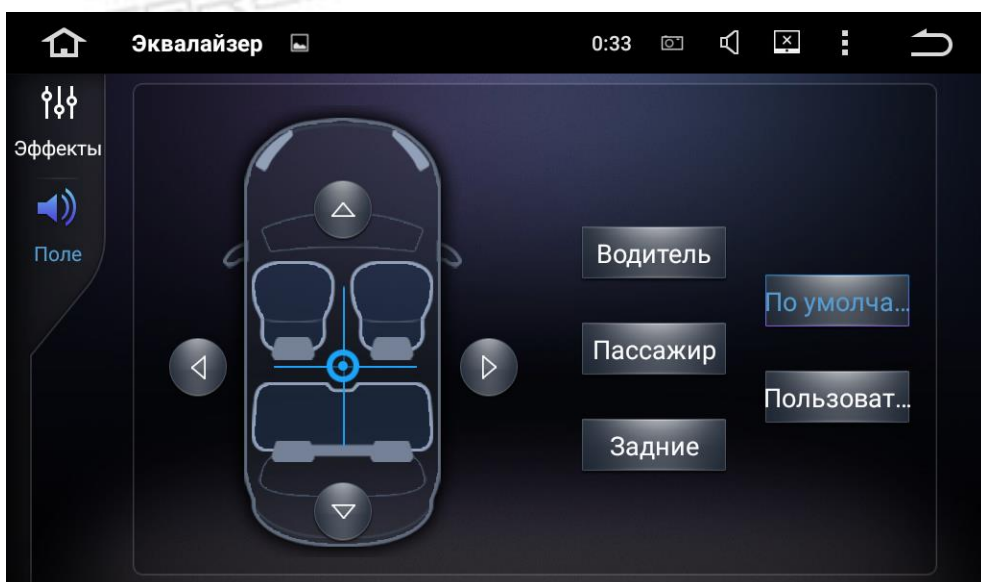 Эквалайзер
0:33
Эффекты
Поле
Водитель
По умолча...
Пассажир
Пользоват...
Задние